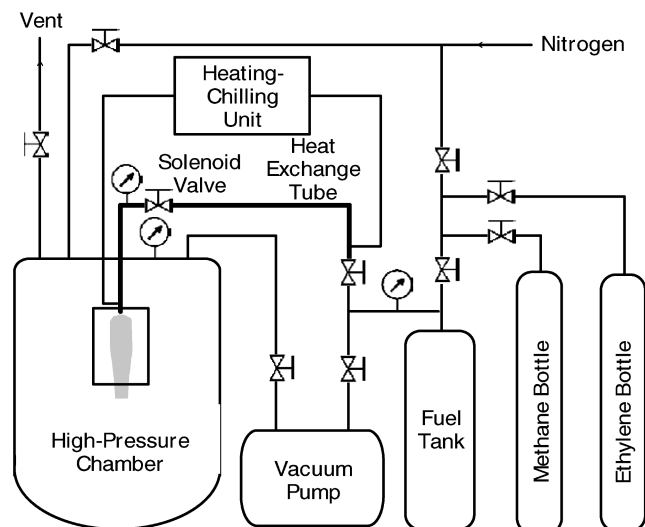 Vent
Nitrogen
Heating-
Chilling
Unit
Heat
Exchange
Tube
Solenoid
Valve
High-Pressure
Chamber
Vacuum
Pump
Fuel
Tank
Methane Bottle
Ethylene Bottle